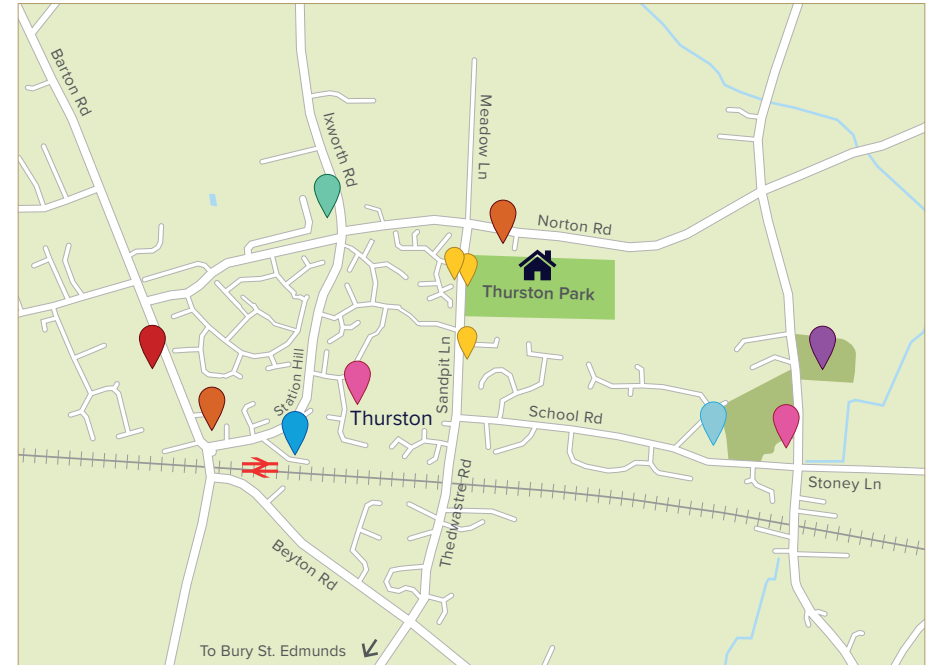 Barton Rd
Ixworth Rd
Meadow Ln
Norton Rd
Thurston Park
Station Hill
Sandpit Ln
Thurston
School Rd
Thedwastre Rd
Stoney Ln
Beyton Rd
To Bury St. Edmunds